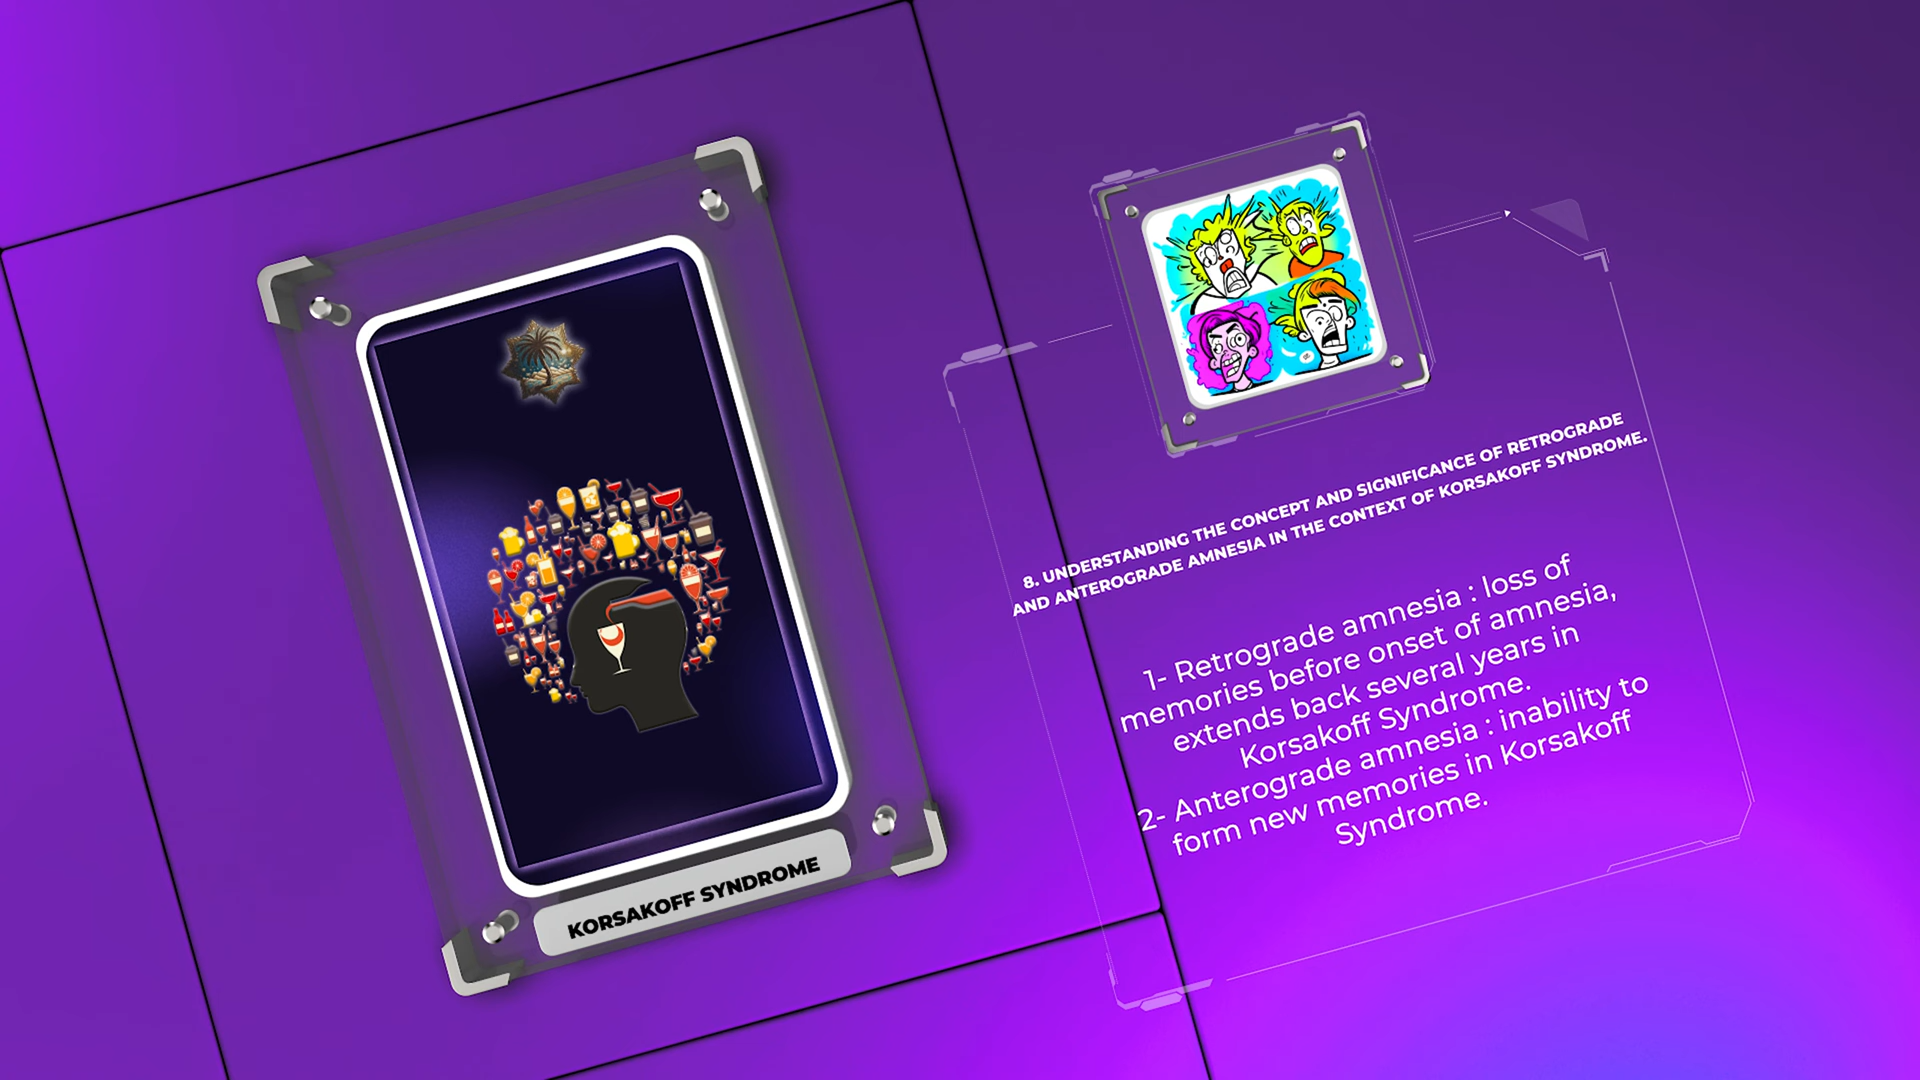 8. UNDERSTANDING THE CONCEPT AND SIGNIFICANCE OF RETROGRADE
AND ANTEROGRADE AMNESIA IN THE CONTEXT OF KORSAKOFF SYNDROME.
1- Retrograde amnesia : loss of
memories before onset of amnesia,
extends back several years in
Korsakoff Syndrome.
2- Anterograde amnesia : inability to
form new memories in Korsakoff
Syndrome.
KORSAKOFF SYNDROME